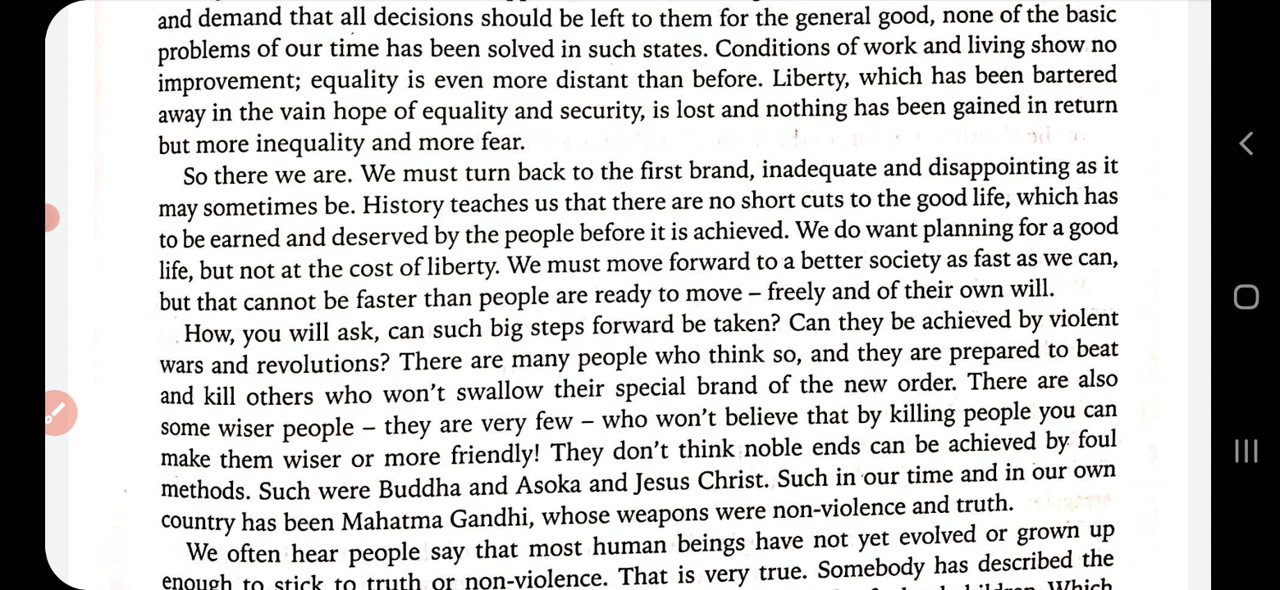 and demand that all decisions should be left to them for the general good, none of the basic
problems of our time has been solved in such states. Conditions of work and living show no
improvement; equality is even more distant than before. Liberty, which has been bartered
away in the vain hope of equality and security, is lost and nothing has been gained in return
but more inequality and more fear.
So there we are. We must turn back to the first brand, inadequate and disappointing as it
may sometimes be. History teaches us that there are no short cuts to the good life, which has
to be earned and deserved by the people before it is achieved. We do want planning for a good
life, but not at the cost of liberty. We must move forward to a better society as fast as we can,
but that cannot be faster than people are ready to move – freely and of their own will.
How, you will ask, can such big steps forward be taken? Can they be achieved by violent
wars and revolutions? There are many people who think so, and they are prepared to beat
and kill others who won't swallow their special brand of the new order. There are also
some wiser people – they are very few – who won't believe that by killing people you can
make them wiser or more friendly! They don't think noble ends can be achieved by foul
methods. Such were Buddha and Asoka and Jesus Christ. Such in our time and in our own
country has been Mahatma Gandhi, whose weapons were non-violence and truth.
We often hear people say that most human beings have not yet evolved or grown up
enough to stick to truth or non-violence. That is very true. Somebody has described the
Which